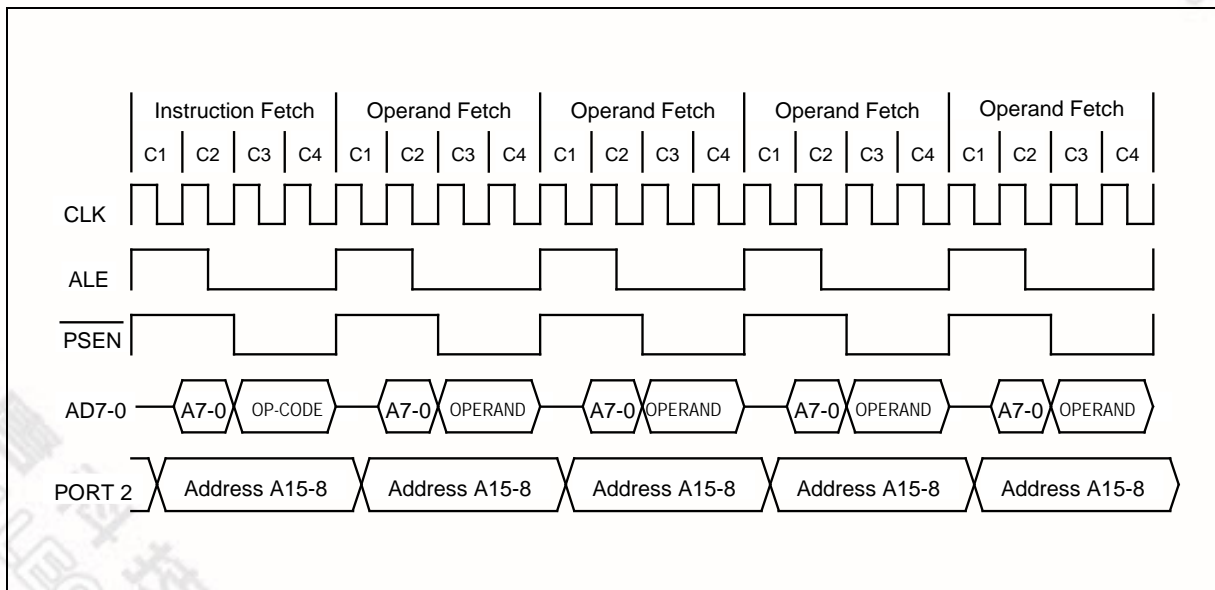 Instruction Fetch Operand Fetch Operand Fetch Operand Fetch Operand Fetch
C1 C2 C3 C4 C1 C2 C3 C4 C1 C2 C3 C4 C1 C2 C3 C4 C1 C2 C3 C4
CLK
ALE
PSEN
AD7-0 A7-0 OP-CODE A7-0 OPERAND A7-0 OPERAND A7-0 OPERAND A7-0 OPERAND
PORT 2 Address A15-8 Address A15-8 Address A15-8 Address A15-8 Address A15-8